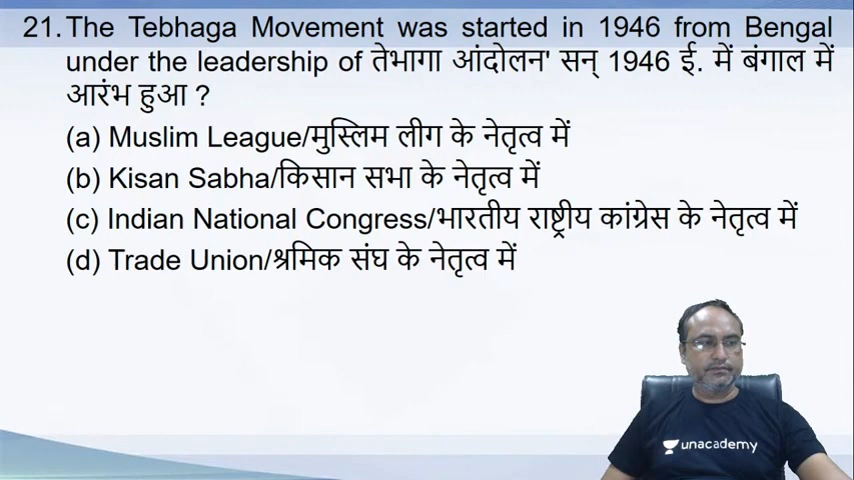 21. The Tebhaga Movement was started in 1946 from Bengal
under the leadership of तेभागा आंदोलन' सन् 1946 ई. में बंगाल में
आरंभ हुआ ?
(a) Muslim League/मुस्लिम लीग के नेतृत्व में
(b) Kisan Sabha/किसान सभा के नेतृत्व में
(c) Indian National Congress/भारतीय राष्ट्रीय कांग्रेस के नेतृत्व में
(d) Trade Union/श्रमिक संघ के नेतृत्व में
unacademy